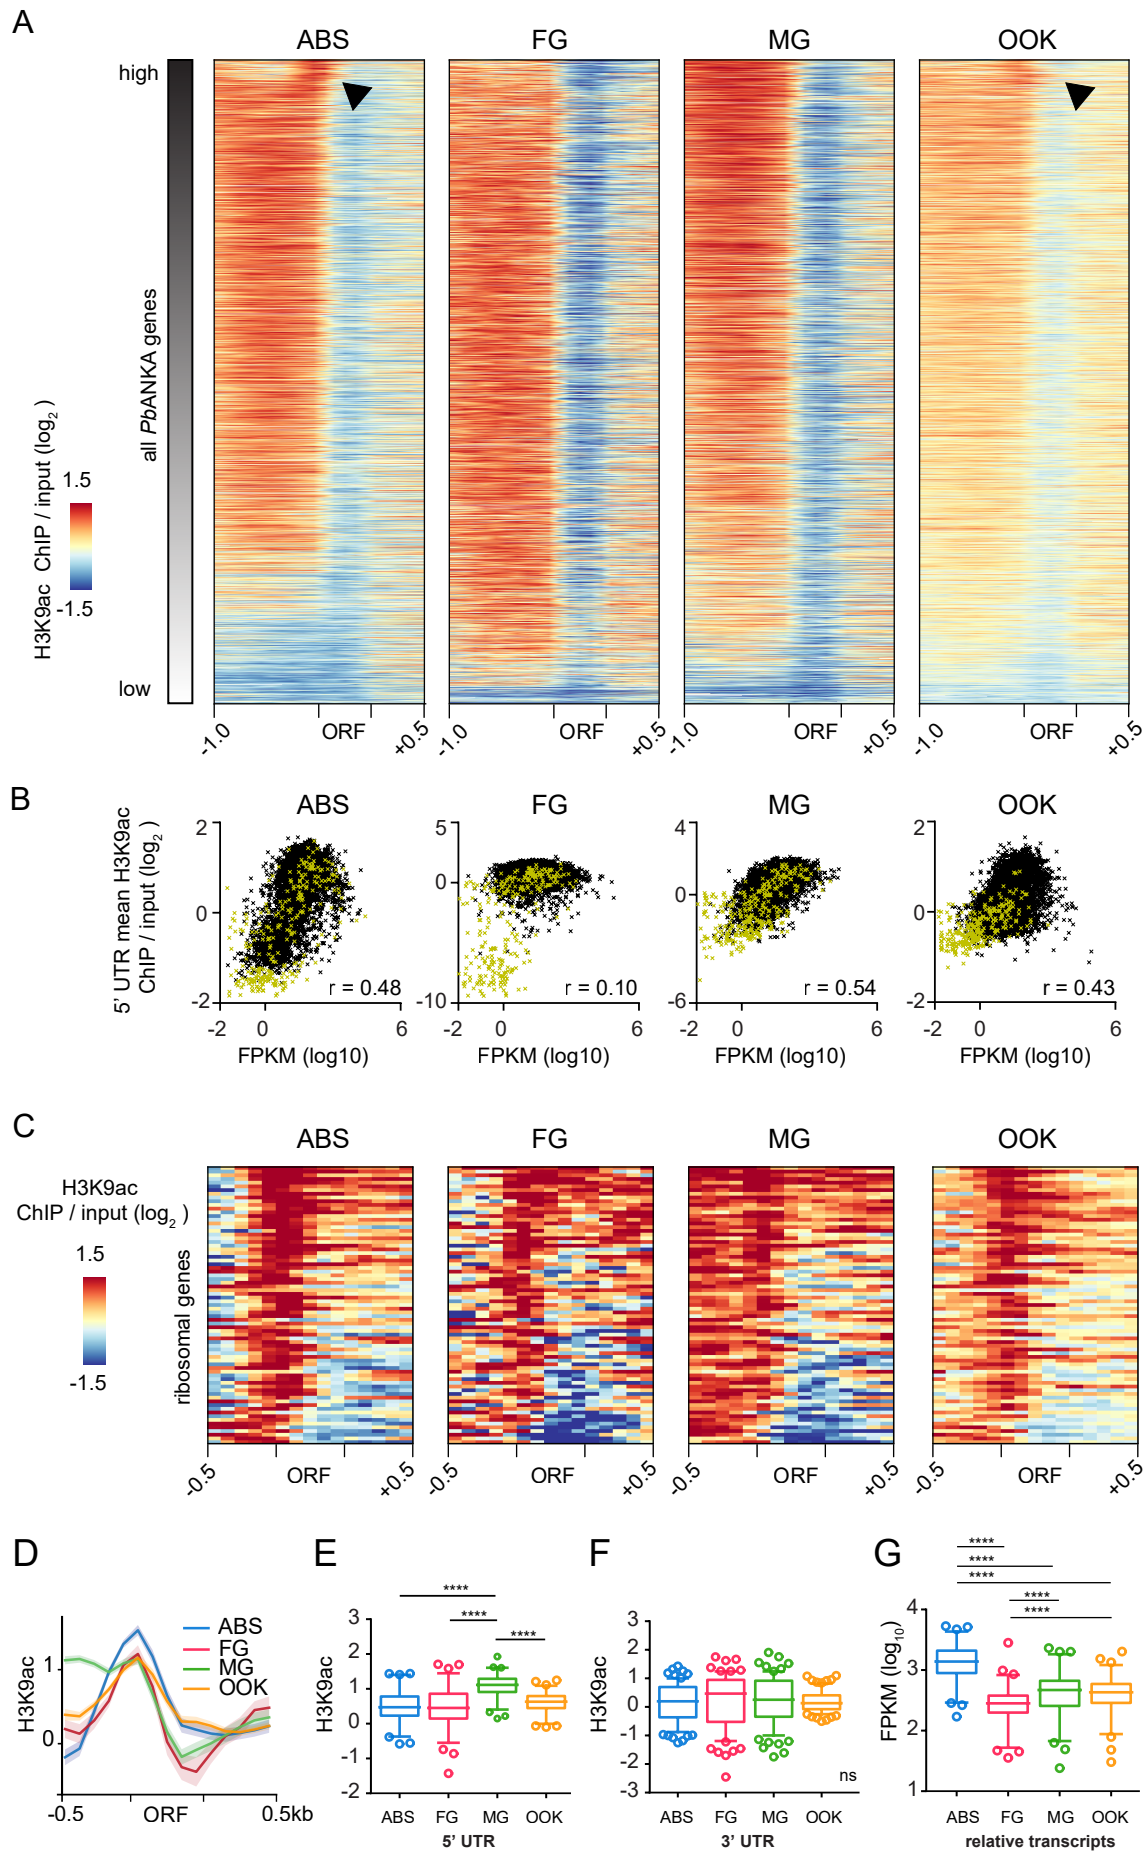 A
ABS
FG
MG
OOK
high
all PbANKA genes
low
H3K9ac ChIP / input (log2)
1.5
-1.5
-1.0 ORF +0.5
-1.0 ORF +0.5
-1.0 ORF +0.5
-1.0 ORF +0.5
B
ABS
FG
MG
OOK
5' UTR mean H3K9ac
ChIP / input (log2)
2
0
-2
r = 0.48
-2 0 6
FPKM (log10)
5
0
-10
r = 0.10
-2 0 6
FPKM (log10)
4
0
-6
r = 0.54
-2 0 6
FPKM (log10)
2
0
-2
r = 0.43
-2 0 6
FPKM (log10)
C
ABS
FG
MG
OOK
H3K9ac
ChIP / input (log2)
1.5
-1.5
ribosomal genes
-0.5 ORF +0.5
-0.5 ORF +0.5
-0.5 ORF +0.5
-0.5 ORF +0.5
D
H3K9ac
1
0
ABS
FG
MG
OOK
-0.5 ORF 0.5kb
E
****
****
****
H3K9ac
3
2
1
0
-1
-2
ABS FG MG OOK
5' UTR
F
H3K9ac
3
2
1
0
-1
-2
-3
ns
ABS FG MG OOK
3' UTR
G
****
****
****
****
****
FPKM (log10)
4
3
2
1
ABS FG MG OOK
relative transcripts